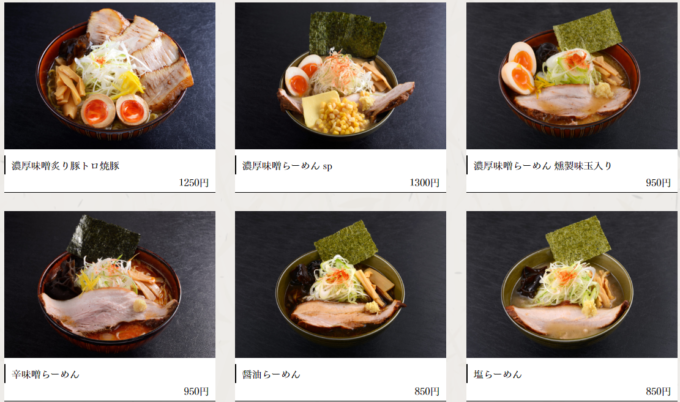 濃厚味噌炙り豚トロ焼豚
1250円
濃厚味噌らーめん sp
1300円
濃厚味噌らーめん 燻製味玉入り
950円
辛味噌らーめん
950円
醤油らーめん
850円
塩らーめん
850円